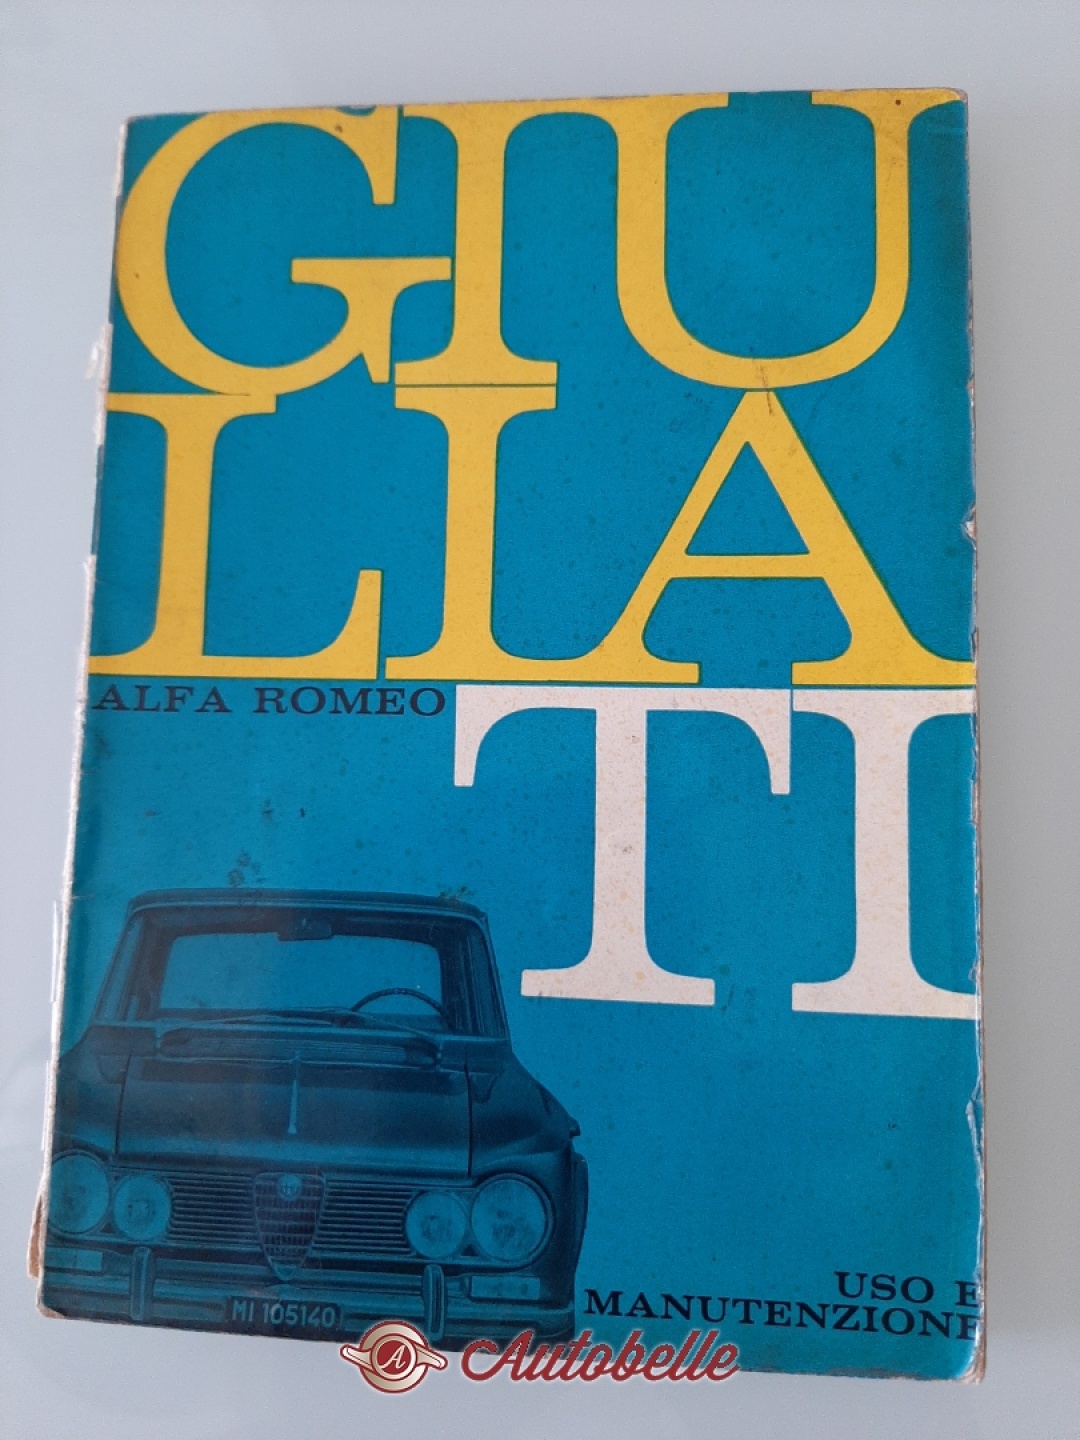 GIU
LIA
ALFA ROMEO
TI
MI 105140
USO E
MANUTENZIONE
A Autobelle